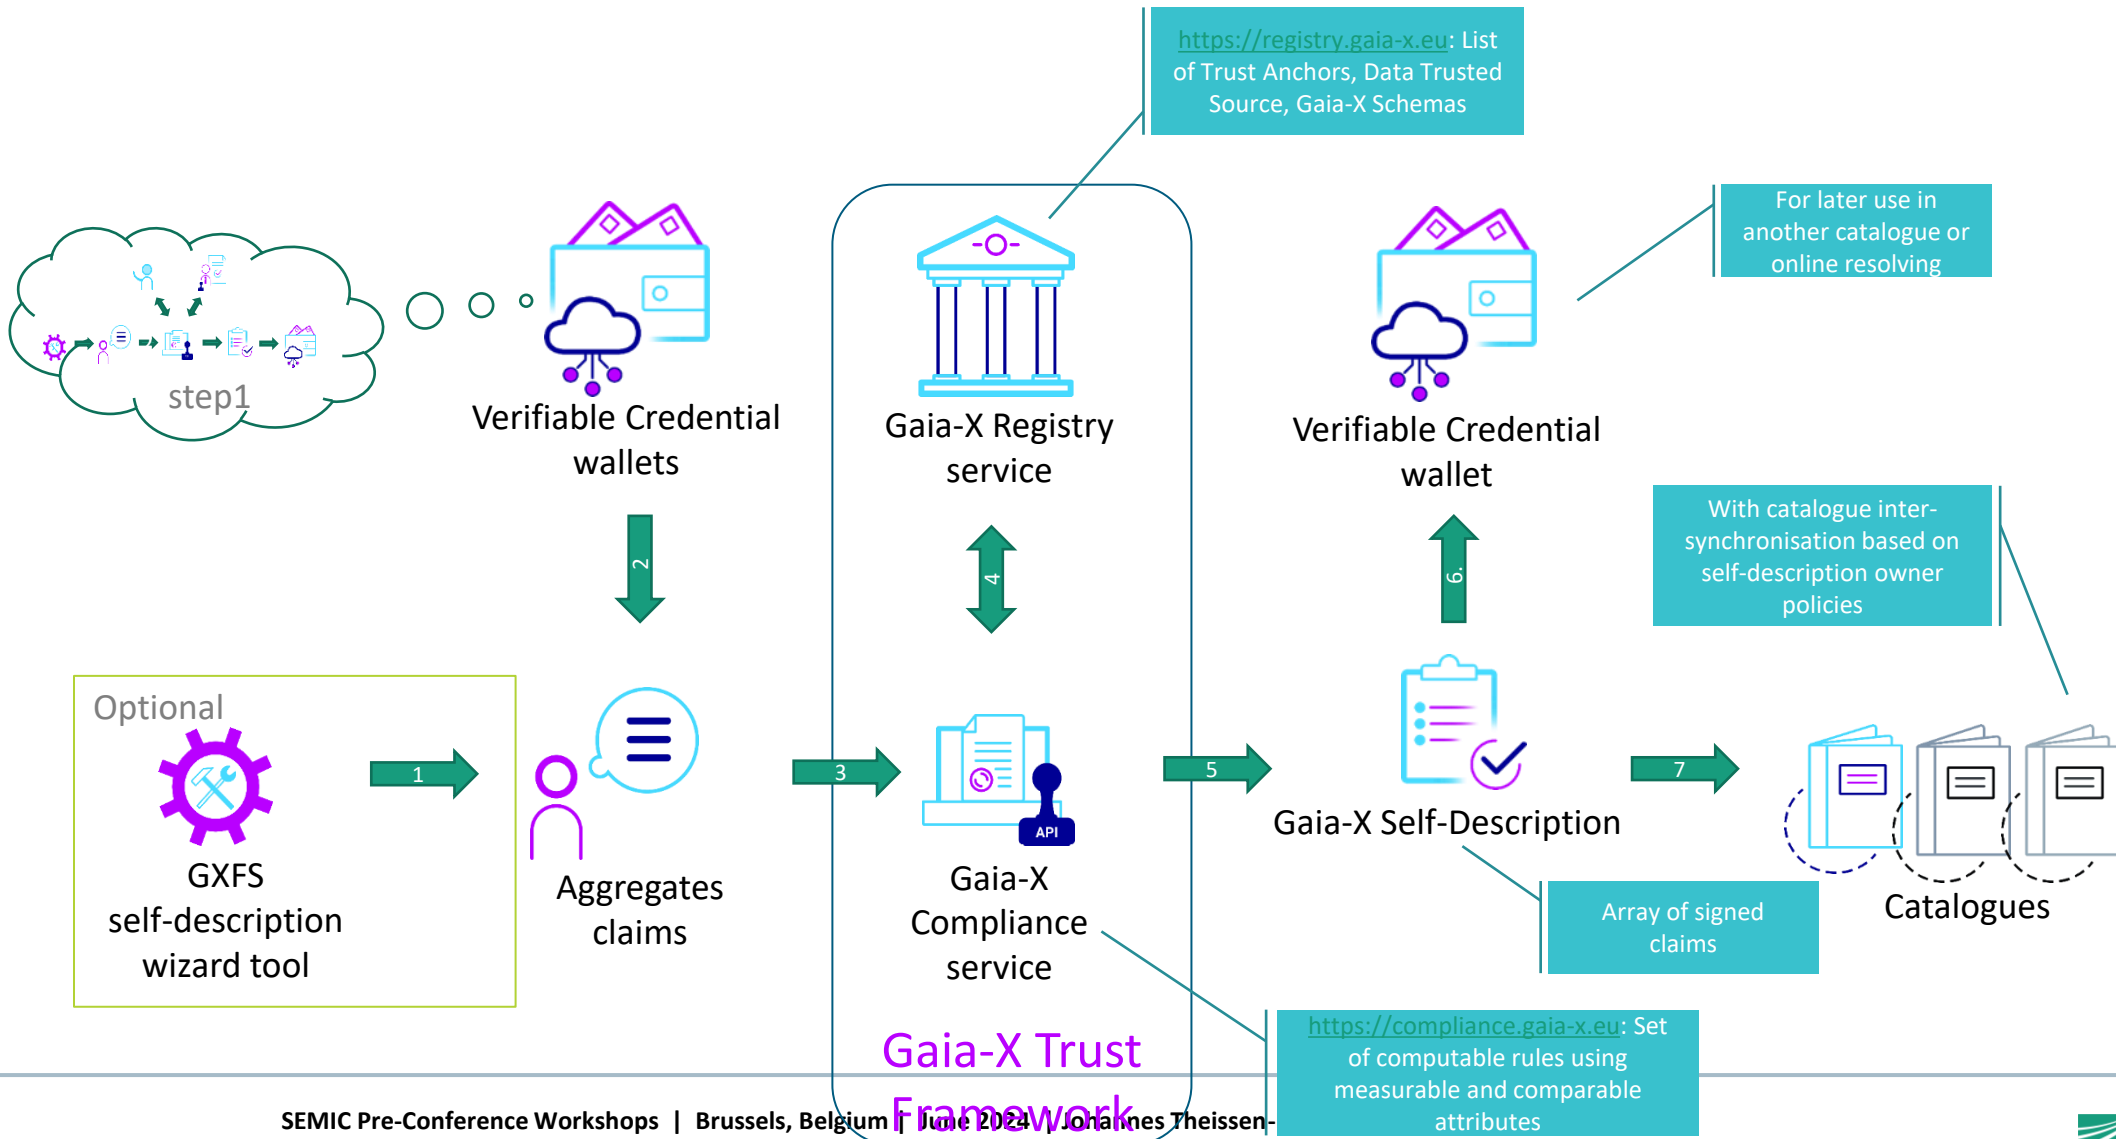 https://registry.gaia-x.eu: List
of Trust Anchors, Data Trusted
Source, Gaia-X Schemas
For later use in
another catalogue or
online resolving
step1
Verifiable Credential
wallets
Gaia-X Registry
service
Verifiable Credential
wallet
With catalogue inter-
synchronisation based on
self-description owner
policies
2
4
6.
Optional
1
3
5
7
API
GXFS
self-description
wizard tool
Aggregates
claims
Gaia-X
Compliance
service
Gaia-X Self-Description
Array of signed
claims
Catalogues
Gaia-X Trust
Framework
https://compliance.gaia-x.eu: Set
of computable rules using
measurable and comparable
attributes
SEMIC Pre-Conference Workshops | Brussels, Belgium | June 2024 | Johannes Theissen-